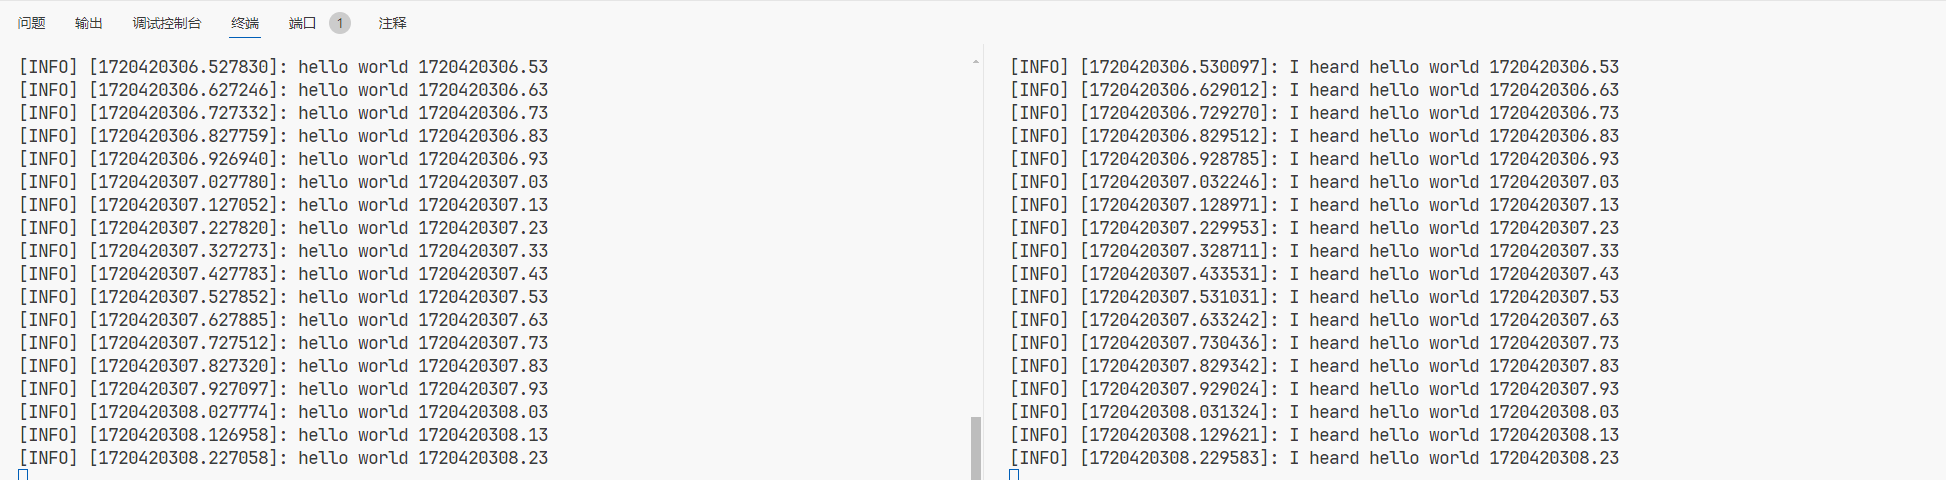 问题 输出 调试控制台 终端 端口 1 注释
[INFO] [1720420306.527830]: hello world 1720420306.53
[INFO] [1720420306.627246]: hello world 1720420306.63
[INFO] [1720420306.727332]: hello world 1720420306.73
[INFO] [1720420306.827759]: hello world 1720420306.83
[INFO] [1720420306.926940]: hello world 1720420306.93
[INFO] [1720420307.027780]: hello world 1720420307.03
[INFO] [1720420307.127052]: hello world 1720420307.13
[INFO] [1720420307.227820]: hello world 1720420307.23
[INFO] [1720420307.327273]: hello world 1720420307.33
[INFO] [1720420307.427783]: hello world 1720420307.43
[INFO] [1720420307.527852]: hello world 1720420307.53
[INFO] [1720420307.627885]: hello world 1720420307.63
[INFO] [1720420307.727512]: hello world 1720420307.73
[INFO] [1720420307.827320]: hello world 1720420307.83
[INFO] [1720420307.927097]: hello world 1720420307.93
[INFO] [1720420308.027774]: hello world 1720420308.03
[INFO] [1720420308.126958]: hello world 1720420308.13
[INFO] [1720420308.227058]: hello world 1720420308.23
[INFO] [1720420306.530097]: I heard hello world 1720420306.53
[INFO] [1720420306.629012]: I heard hello world 1720420306.63
[INFO] [1720420306.729270]: I heard hello world 1720420306.73
[INFO] [1720420306.829512]: I heard hello world 1720420306.83
[INFO] [1720420306.928785]: I heard hello world 1720420306.93
[INFO] [1720420307.032246]: I heard hello world 1720420307.03
[INFO] [1720420307.128971]: I heard hello world 1720420307.13
[INFO] [1720420307.229953]: I heard hello world 1720420307.23
[INFO] [1720420307.328711]: I heard hello world 1720420307.33
[INFO] [1720420307.433531]: I heard hello world 1720420307.43
[INFO] [1720420307.531031]: I heard hello world 1720420307.53
[INFO] [1720420307.633242]: I heard hello world 1720420307.63
[INFO] [1720420307.730436]: I heard hello world 1720420307.73
[INFO] [1720420307.829342]: I heard hello world 1720420307.83
[INFO] [1720420307.929024]: I heard hello world 1720420307.93
[INFO] [1720420308.031324]: I heard hello world 1720420308.03
[INFO] [1720420308.129621]: I heard hello world 1720420308.13
[INFO] [1720420308.229583]: I heard hello world 1720420308.23